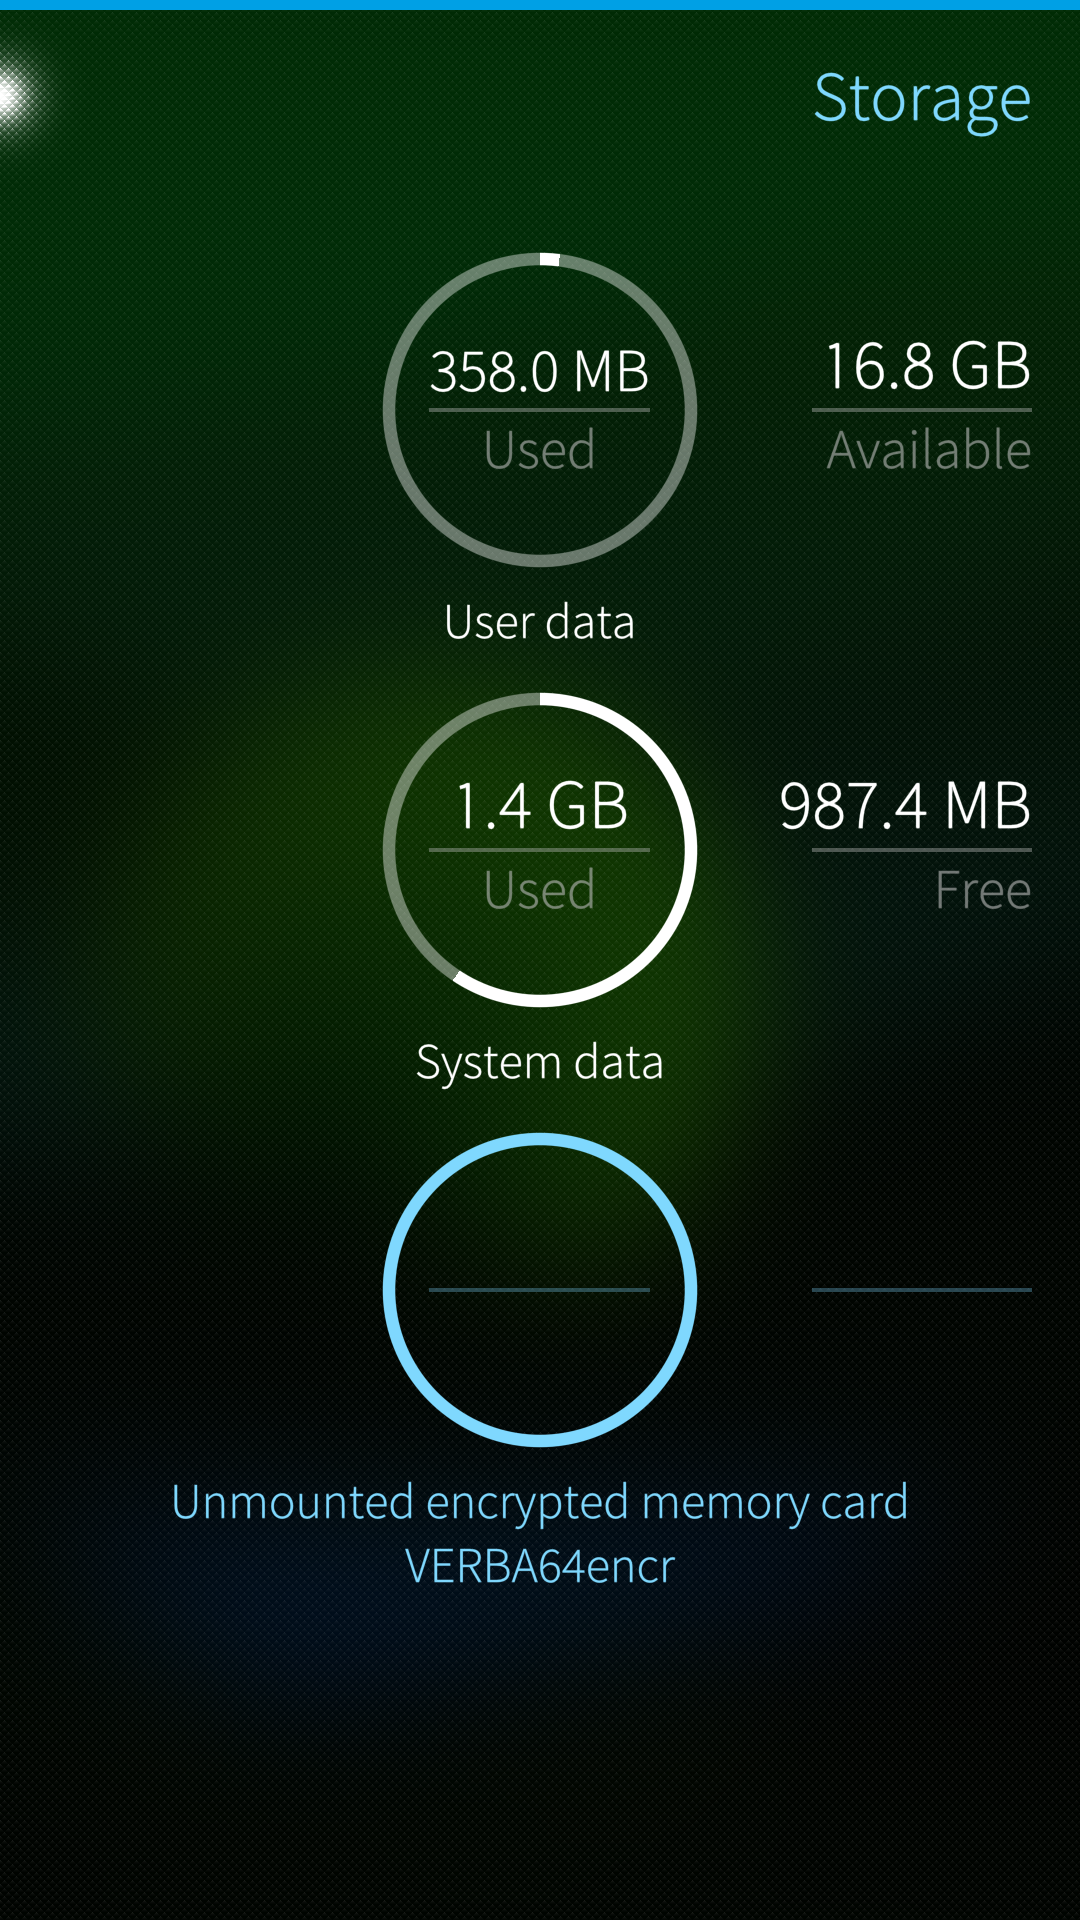 Storage
358.0 MB
Used
16.8 GB
Available
User data
1.4 GB
Used
987.4 MB
Free
System data
Unmounted encrypted memory card
VERBA64encr